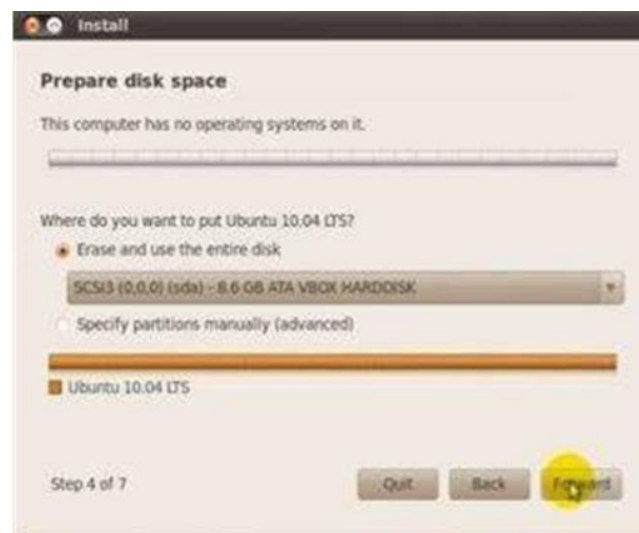 Install
Prepare disk space
This computer has no operating systems on it.
Where do you want to put Ubuntu 10.04 LTS?
Erase and use the entire disk
SCSI3 (0,0,0) (sda) - 8.6 GB ATA VBOX HARDDISK
Specify partitions manually (advanced)
Ubuntu 10.04 LTS
Step 4 of 7
Quit
Back
Forward